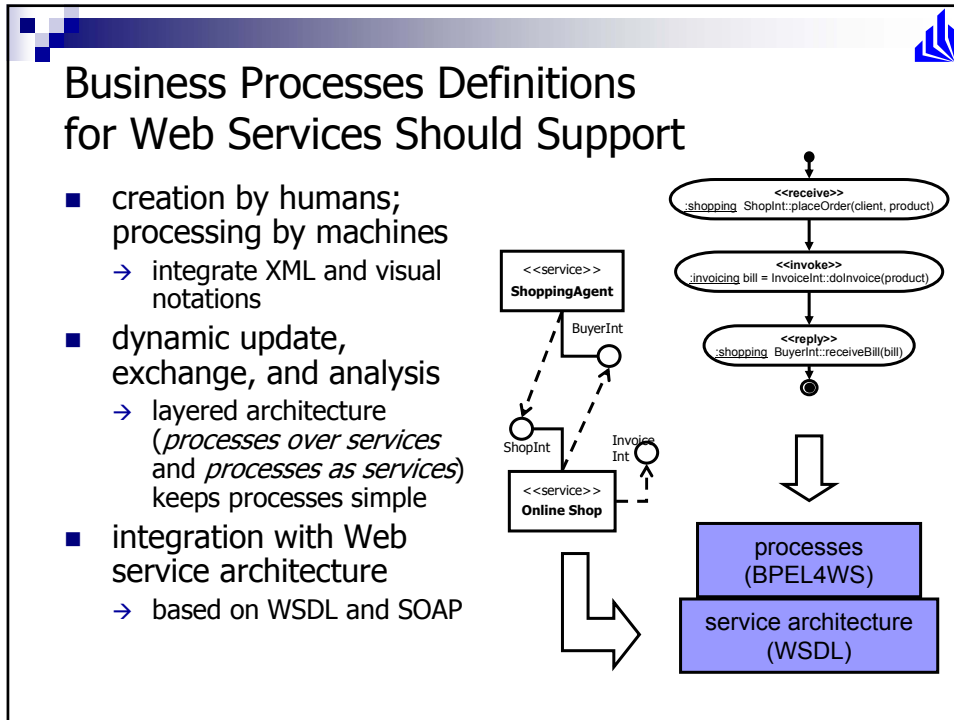 Business Processes Definitions
for Web Services Should Support
creation by humans;
processing by machines
→ integrate XML and visual
notations
dynamic update,
exchange, and analysis
→ layered architecture
(processes over services
and processes as services)
keeps processes simple
integration with Web
service architecture
→ based on WSDL and SOAP
<<service>>
ShoppingAgent
BuyerInt
ShopInt
Invoice
Int
<<service>>
Online Shop
<<receive>>
:shopping ShopInt::placeOrder(client, product)
<<invoke>>
:invoicing bill = InvoiceInt::doInvoice(product)
<<reply>>
:shopping BuyerInt::receiveBill(bill)
processes
(BPEL4WS)
service architecture
(WSDL)